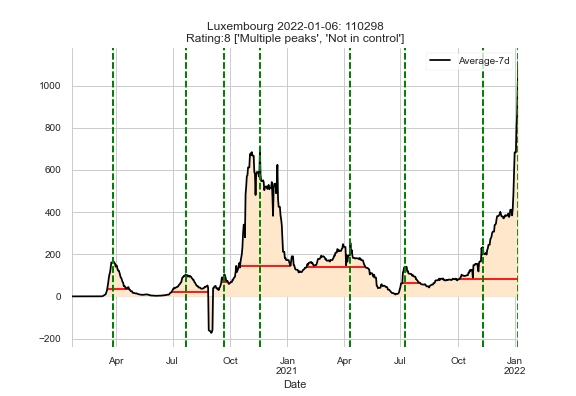 Luxembourg 2022-01-06: 110298
Rating:8 ['Multiple peaks', 'Not in control']
Average-7d
1000
800
600
400
200
0
−200
Apr
Jul
Oct
Jan
2021
Apr
Jul
Oct
Jan
2022
Date